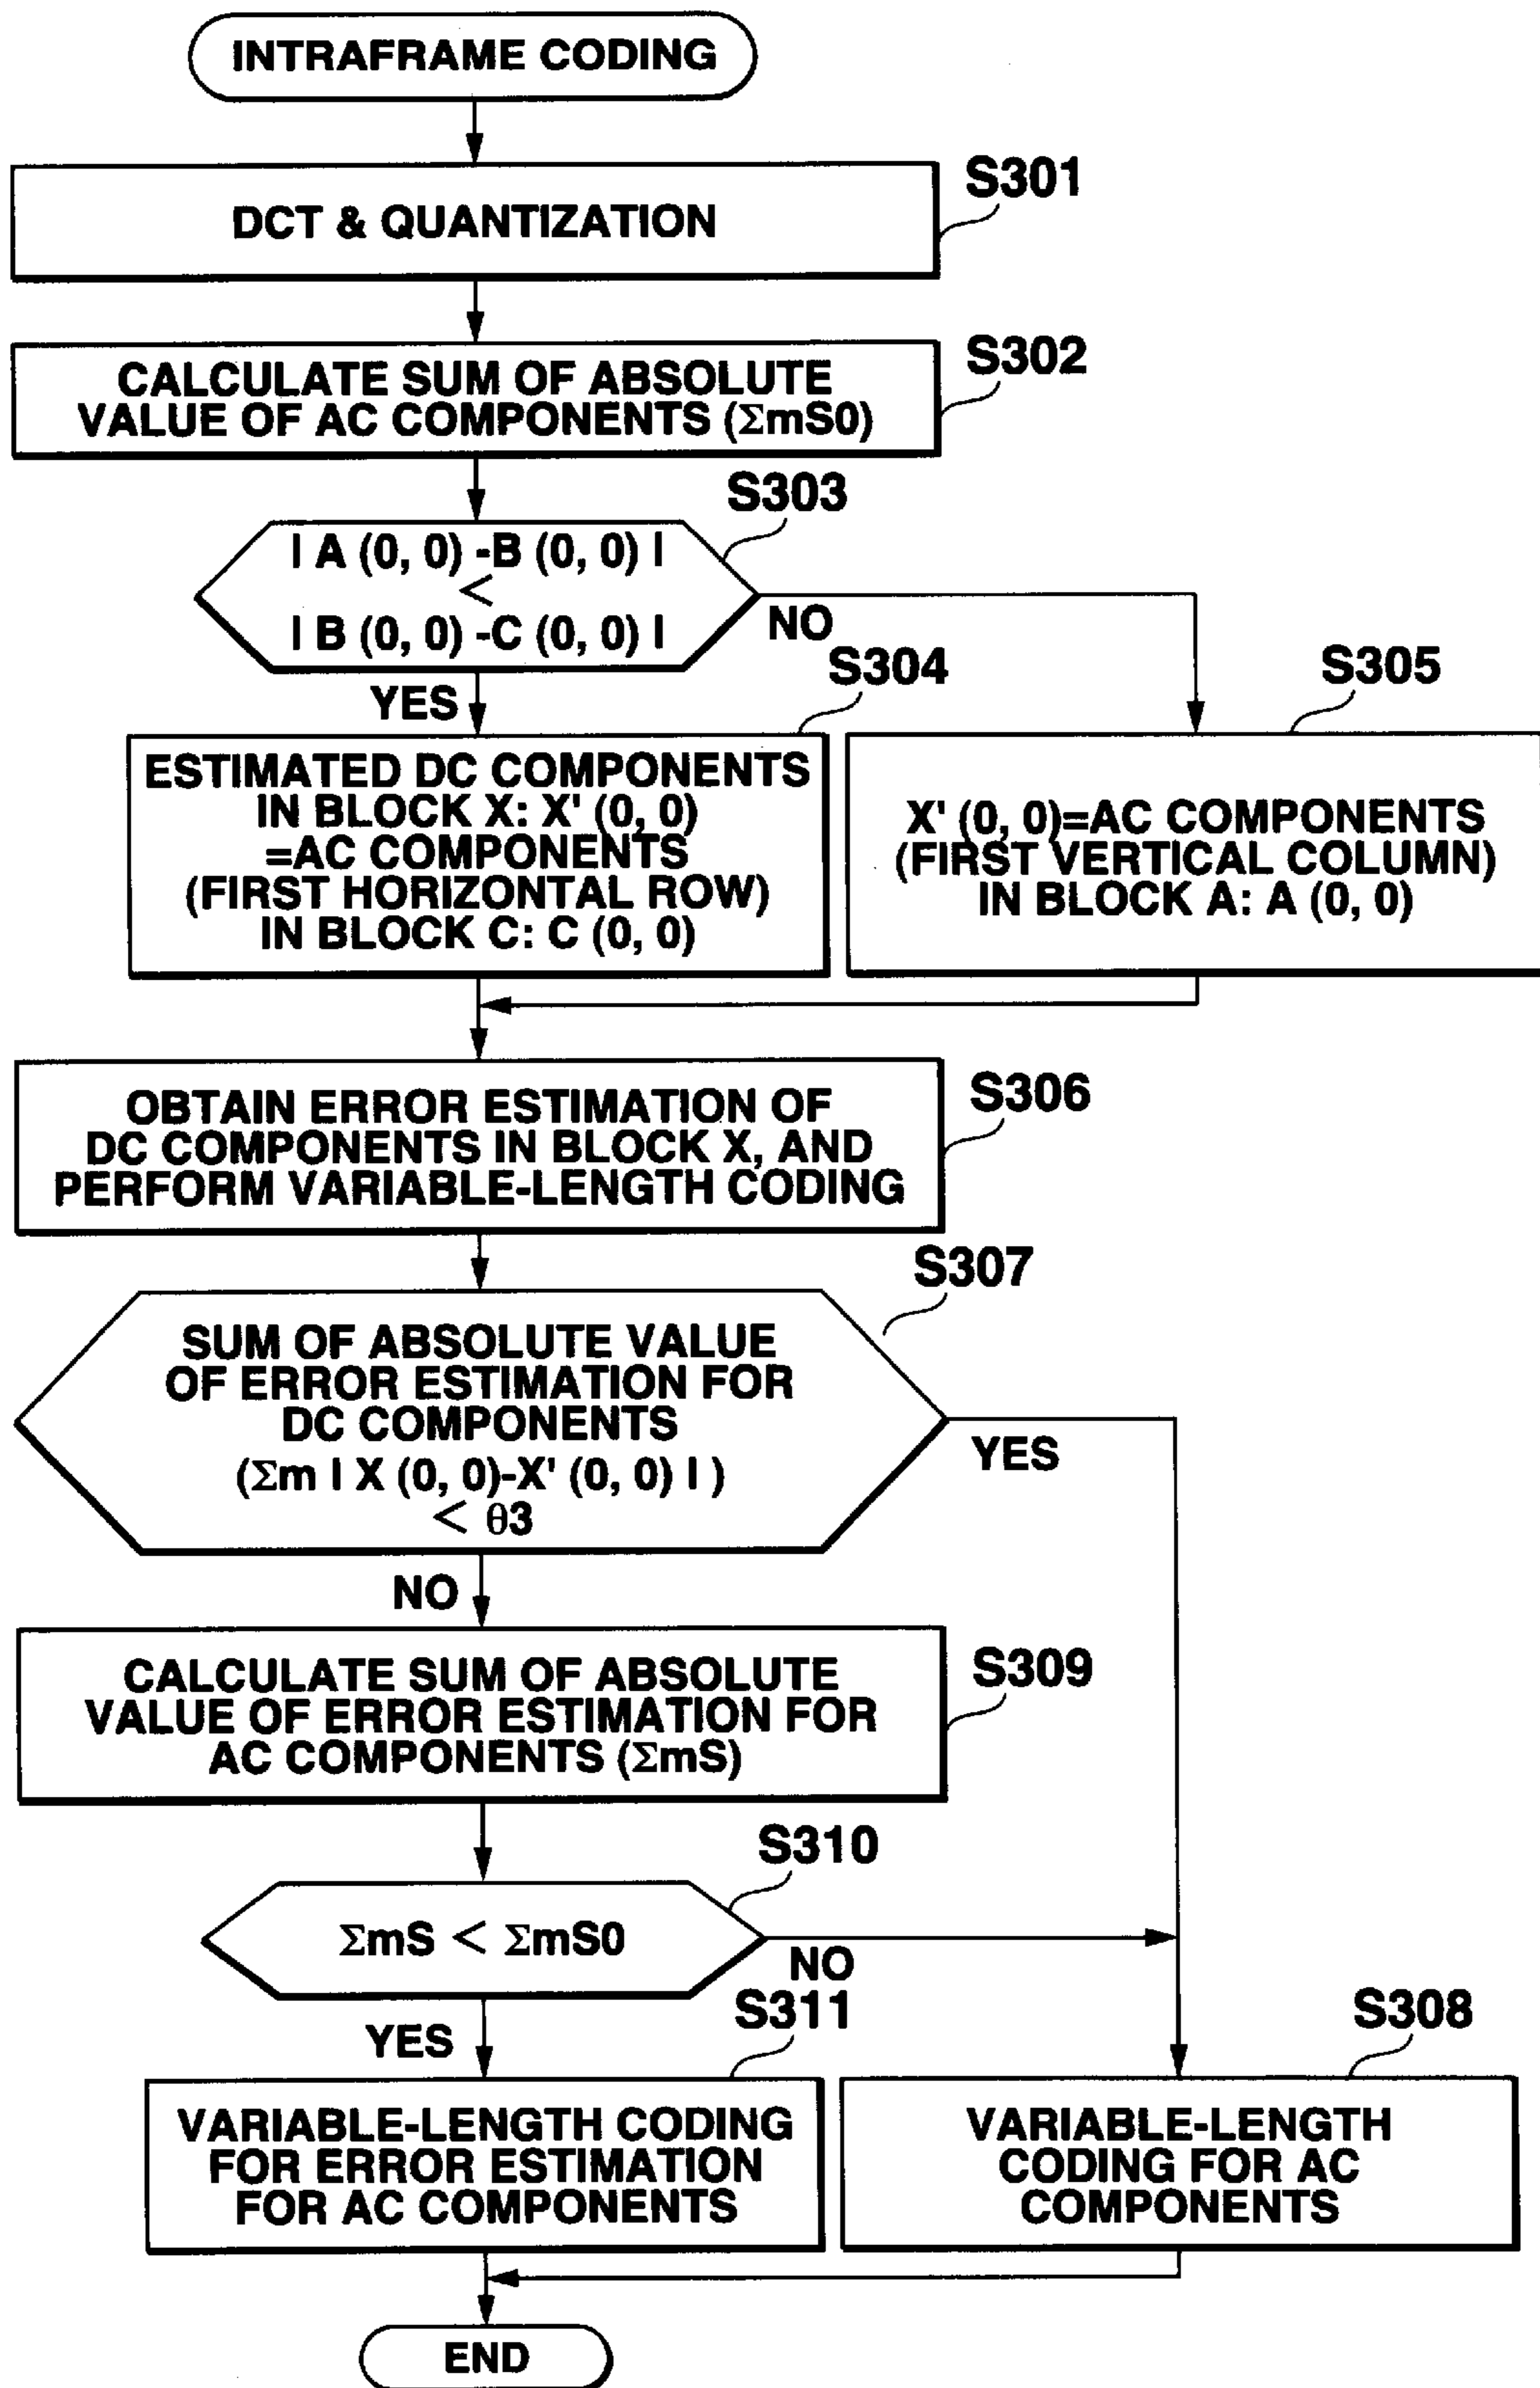 INTRAFRAME CODING
S301
DCT & QUANTIZATION
S302
CALCULATE SUM OF ABSOLUTE
VALUE OF AC COMPONENTS (ΣmS0)
S303
| A (0, 0) -B (0, 0) |
<
| B (0, 0) -C (0, 0) |
NO
YES
S304
ESTIMATED DC COMPONENTS
IN BLOCK X: X' (0, 0)
=AC COMPONENTS
(FIRST HORIZONTAL ROW)
IN BLOCK C: C (0, 0)
S305
X' (0, 0)=AC COMPONENTS
(FIRST VERTICAL COLUMN)
IN BLOCK A: A (0, 0)
S306
OBTAIN ERROR ESTIMATION OF
DC COMPONENTS IN BLOCK X, AND
PERFORM VARIABLE-LENGTH CODING
S307
SUM OF ABSOLUTE VALUE
OF ERROR ESTIMATION FOR
DC COMPONENTS
(Σm | X (0, 0)-X' (0, 0) | )
< θ3
YES
NO
S309
CALCULATE SUM OF ABSOLUTE
VALUE OF ERROR ESTIMATION FOR
AC COMPONENTS (ΣmS)
S310
ΣmS < ΣmS0
NO
YES
S311
VARIABLE-LENGTH CODING
FOR ERROR ESTIMATION
FOR AC COMPONENTS
S308
VARIABLE-LENGTH
CODING FOR AC
COMPONENTS
END